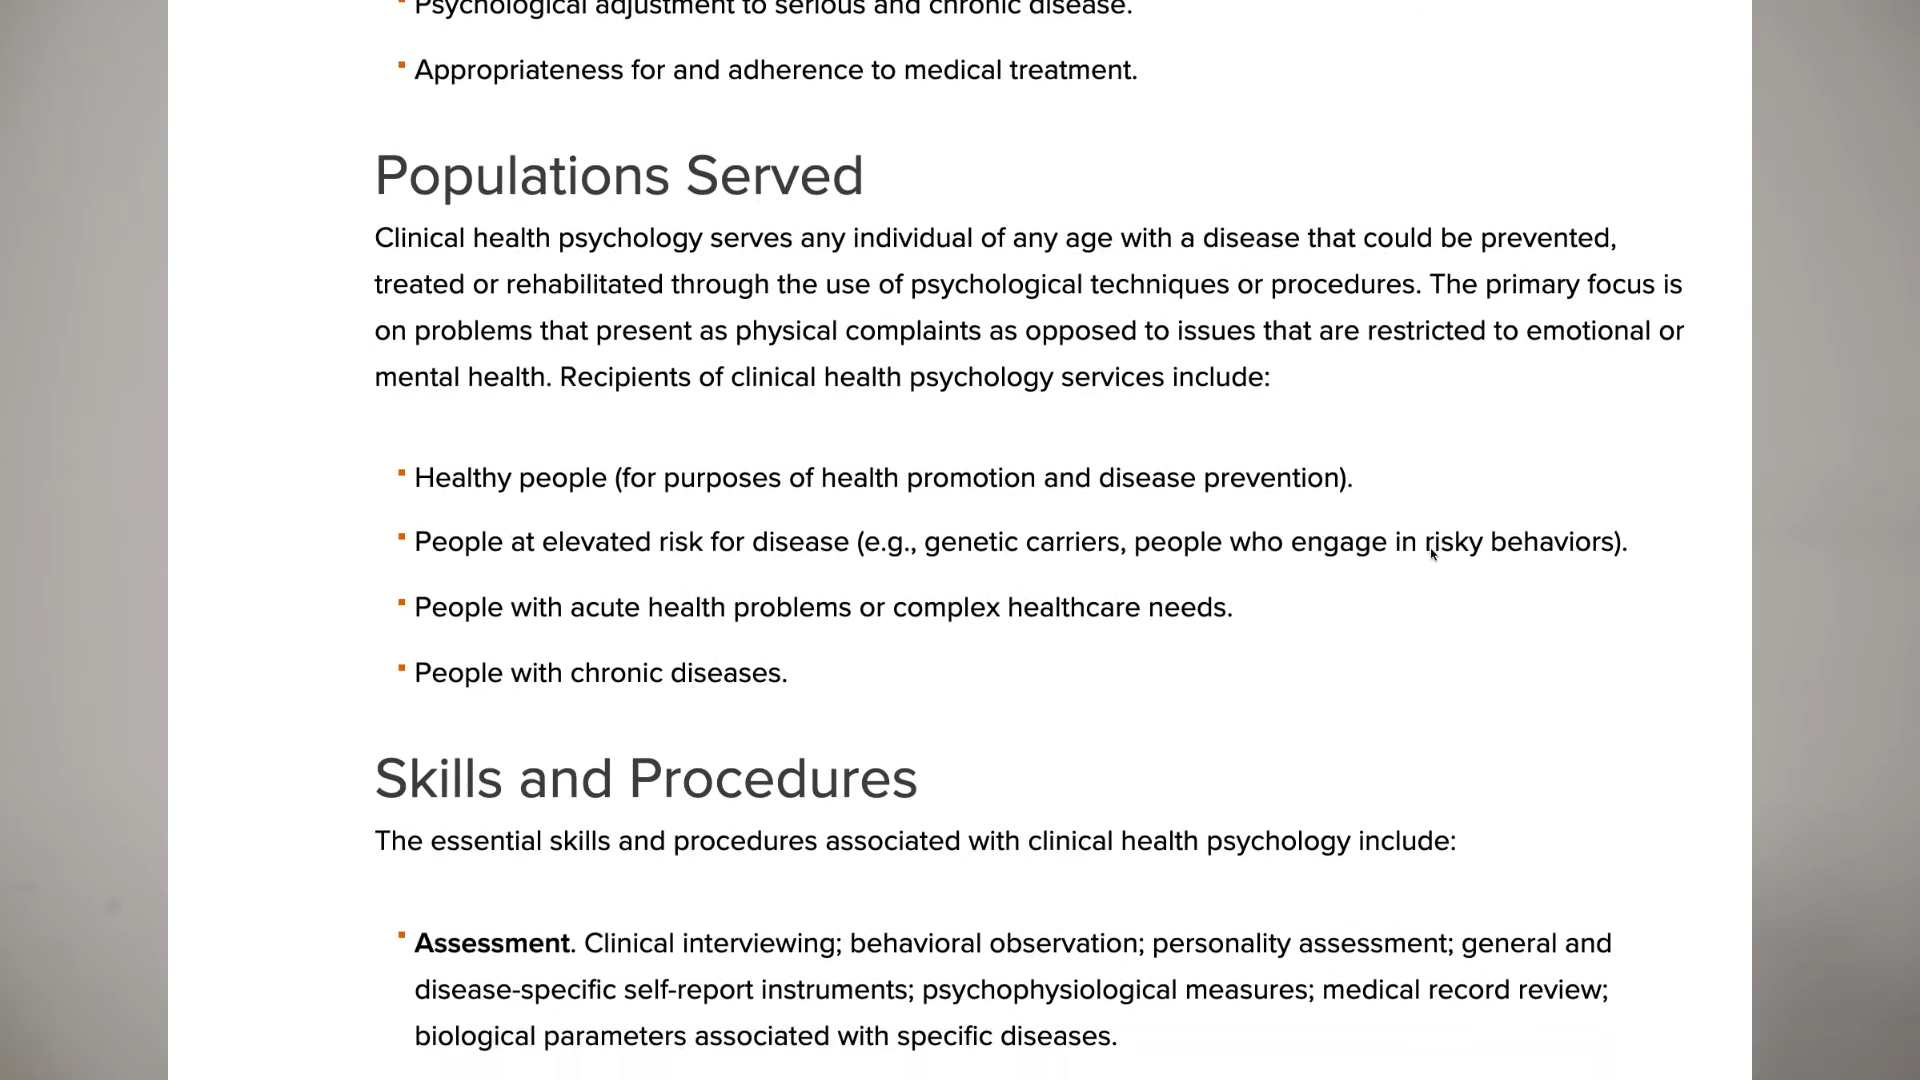 Psychological adjustment to serious and chronic disease.
Appropriateness for and adherence to medical treatment.
Populations Served
Clinical health psychology serves any individual of any age with a disease that could be prevented,
treated or rehabilitated through the use of psychological techniques or procedures. The primary focus is
on problems that present as physical complaints as opposed to issues that are restricted to emotional or
mental health. Recipients of clinical health psychology services include:
Healthy people (for purposes of health promotion and disease prevention).
People at elevated risk for disease (e.g., genetic carriers, people who engage in risky behaviors).
People with acute health problems or complex healthcare needs.
People with chronic diseases.
Skills and Procedures
The essential skills and procedures associated with clinical health psychology include:
Assessment. Clinical interviewing; behavioral observation; personality assessment; general and
disease-specific self-report instruments; psychophysiological measures; medical record review;
biological parameters associated with specific diseases.